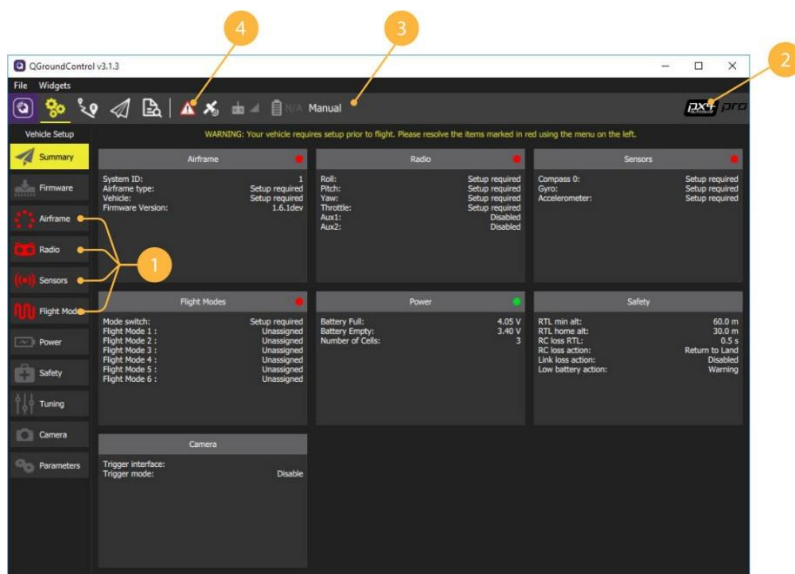 4
3
2
QGroundControl v3.1.3
File Widgets
N/A Manual
px4 pro
Vehicle Setup
WARNING: Your vehicle requires setup prior to flight. Please resolve the items marked in red using the menu on the left.
Summary
Firmware
Airframe
Radio
Sensors
Flight Mod
Power
Safety
Tuning
Camera
Parameters
1
Airframe
System ID: 1
Airframe type: Setup required
Vehicle: Setup required
Firmware Version: 1.6.1dev
Radio
Roll: Setup required
Pitch: Setup required
Yaw: Setup required
Throttle: Setup required
Aux1: Disabled
Aux2: Disabled
Sensors
Compass 0: Setup required
Gyro: Setup required
Accelerometer: Setup required
Flight Modes
Mode switch: Setup required
Flight Mode 1 : Unassigned
Flight Mode 2 : Unassigned
Flight Mode 3 : Unassigned
Flight Mode 4 : Unassigned
Flight Mode 5 : Unassigned
Flight Mode 6 : Unassigned
Power
Battery Full: 4.05 V
Battery Empty: 3.40 V
Number of Cells: 3
Safety
RTL min alt: 60.0 m
RTL home alt: 30.0 m
RC loss RTL: 0.5 s
RC loss action: Return to Land
Link loss action: Disabled
Low battery action: Warning
Camera
Trigger interface:
Trigger mode: Disable